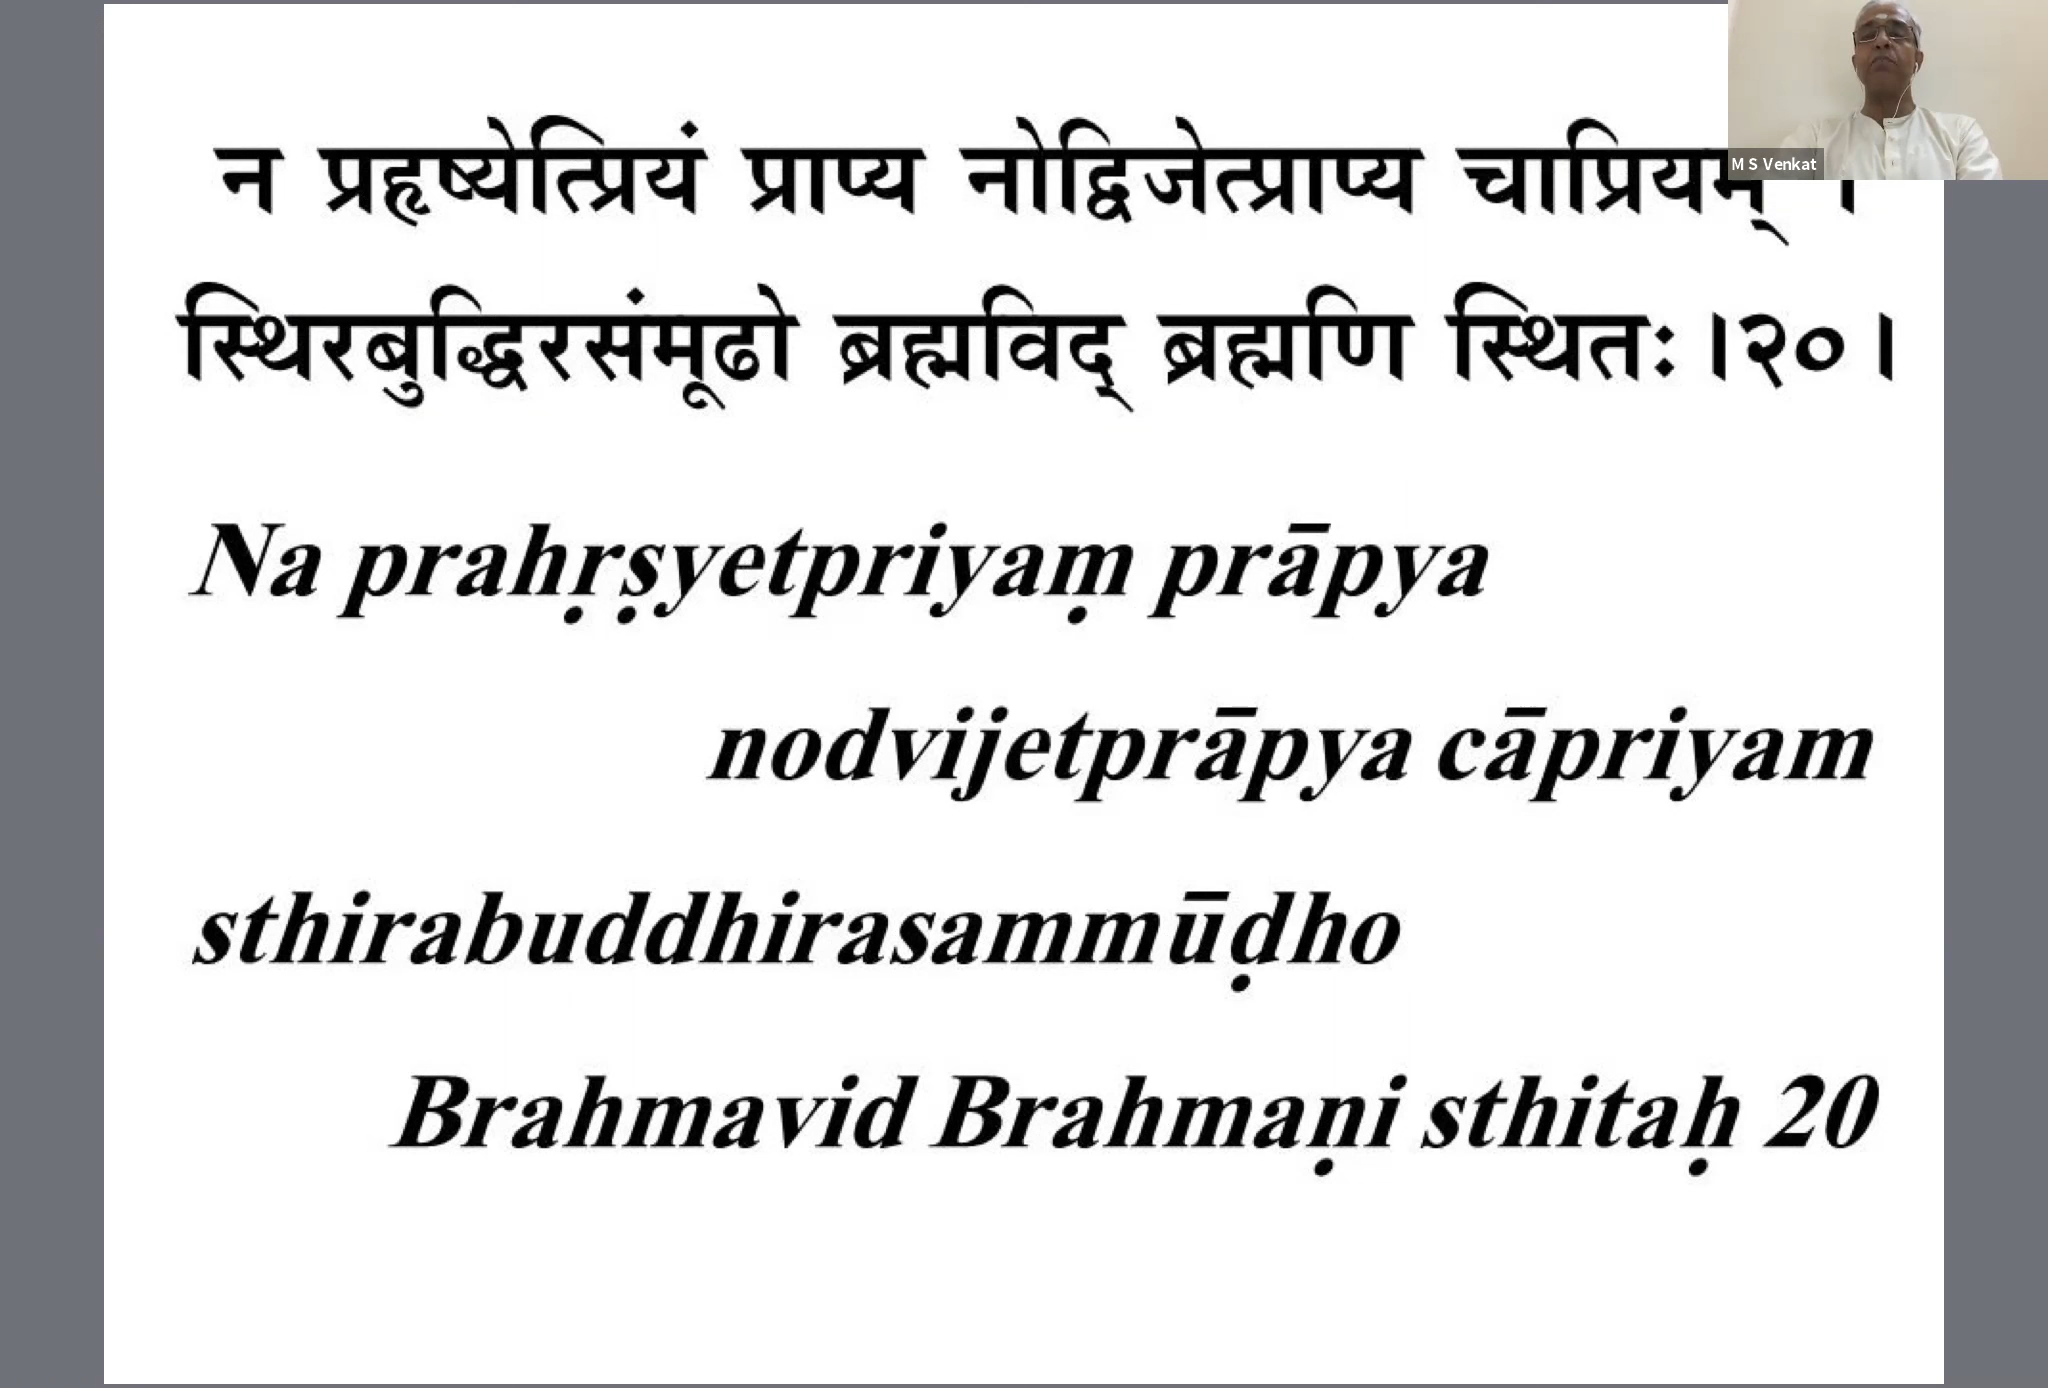 न प्रहृष्येत्प्रियं प्राप्य नोद्विजेत्प्राप्य चाप्रियम् ।
स्थिरबुद्धिरसंमूढो ब्रह्मविद् ब्रह्मणि स्थितः ।२०।
Na prahṛṣyetpriyaṃ prāpya
nodvijetprāpya cāpriyam
sthirabuddhirasammūḍho
Brahmavid Brahmaṇi sthitaḥ 20
M S Venkat